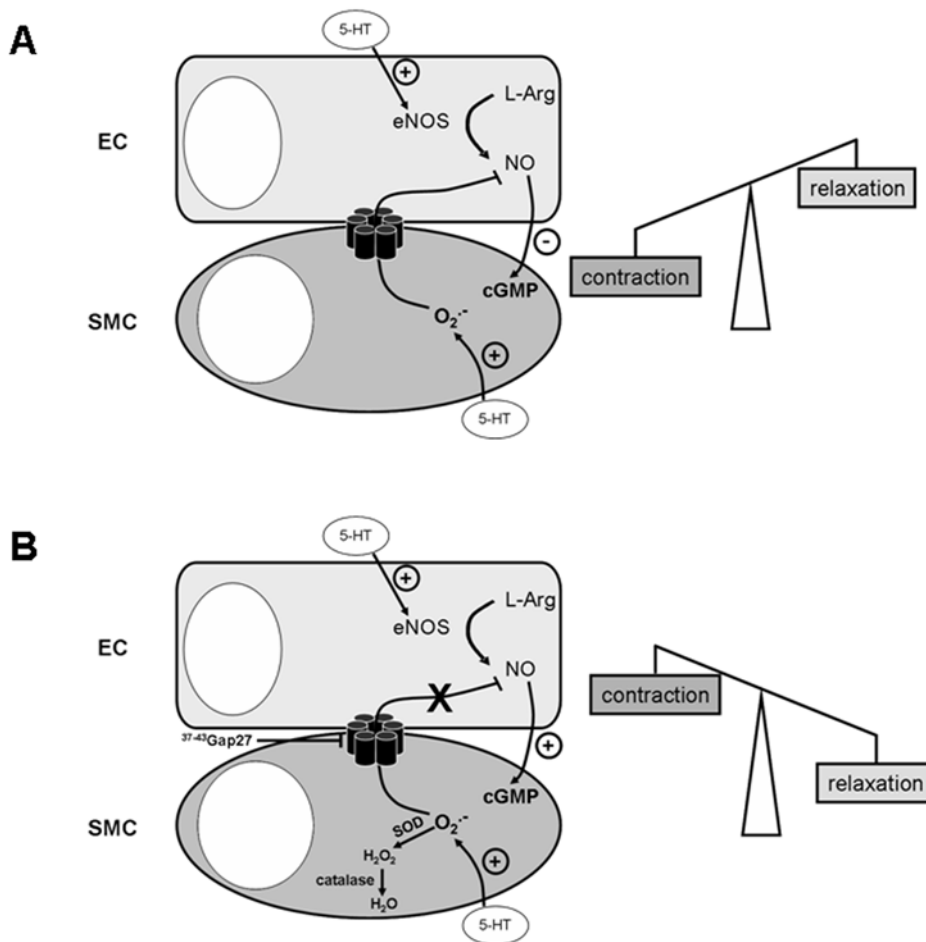 A
5-HT
+
L-Arg
eNOS
EC
NO
relaxation
-
contraction
cGMP
O₂·-
SMC
+
5-HT
B
5-HT
+
L-Arg
eNOS
EC
NO
contraction
X
³⁷⁻⁴³Gap27
+
relaxation
cGMP
SMC
SOD
O₂·-
H₂O₂
+
catalase
H₂O
5-HT